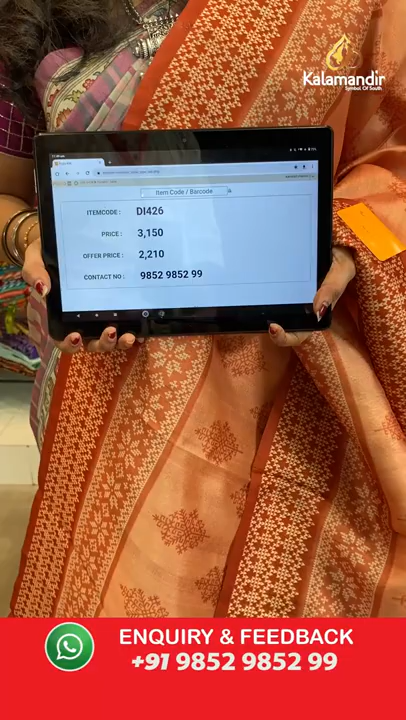 Kalamandir
Symbol Of South
Item Code / Barcode
ITEMCODE : DI426
PRICE : 3,150
OFFER PRICE : 2,210
CONTACT NO : 9852 9852 99
ENQUIRY & FEEDBACK
+91 9852 9852 99